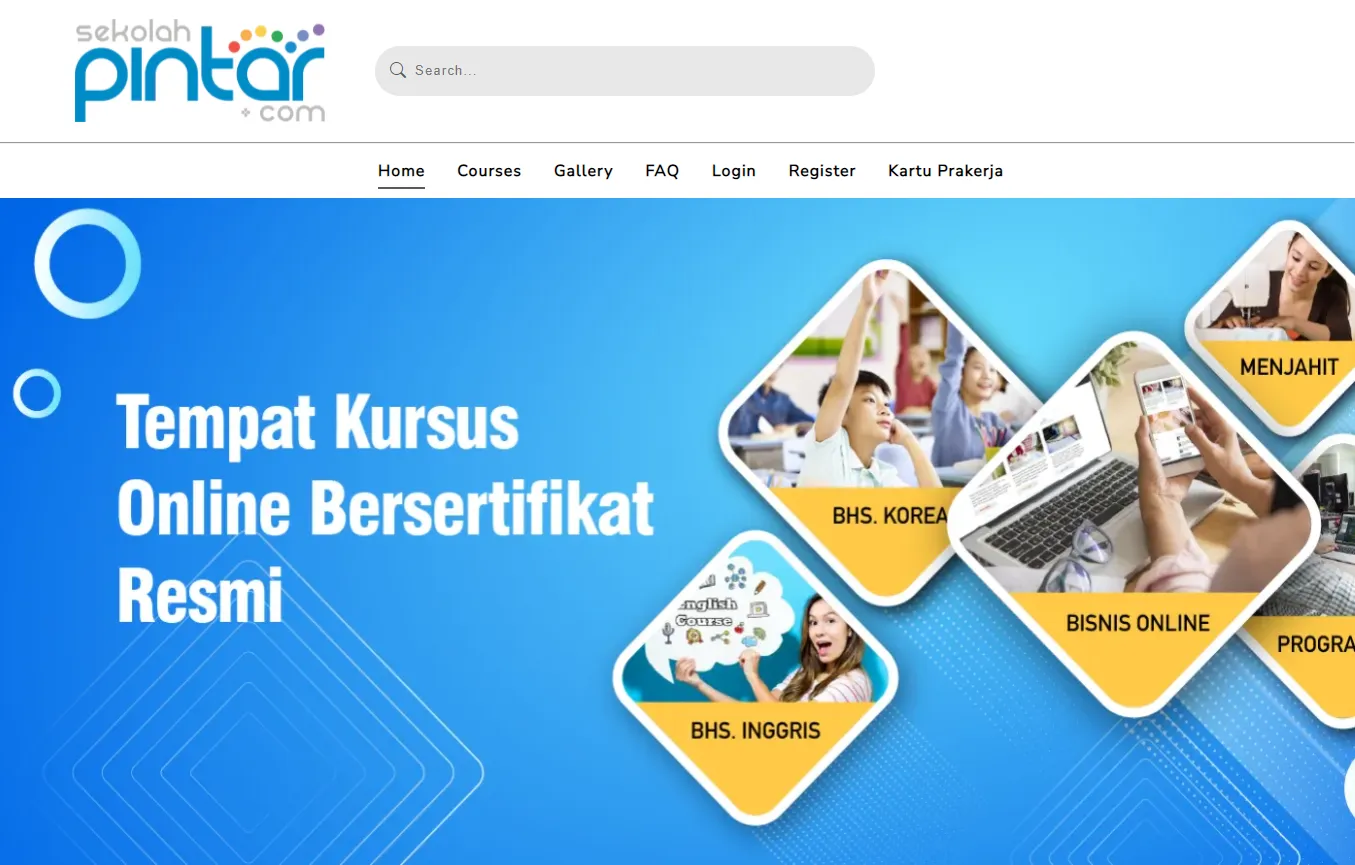 sekolah
pintar
com
Search...
Home Courses Gallery FAQ Login Register Kartu Prakerja
Tempat Kursus
Online Bersertifikat
Resmi
MENJAHIT
BHS. KOREA
BISNIS ONLINE
PROGRA
English
Course
BHS. INGGRIS